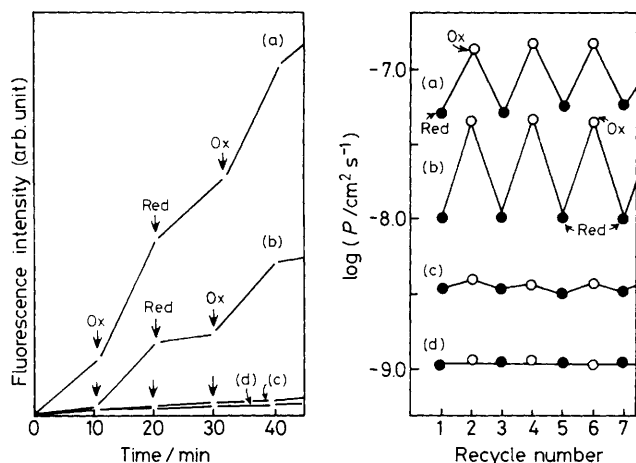 Fluorescence intensity (arb. unit)
(a)
Ox
Red
Ox
(b)
Red
Ox
(d) (c)
0 10 20 30 40
Time / min
log (P/cm² s⁻¹)
-7.0
-8.0
-9.0
Ox
(a)
Red
Ox
(b)
Red
(c)
(d)
1 2 3 4 5 6 7
Recycle number